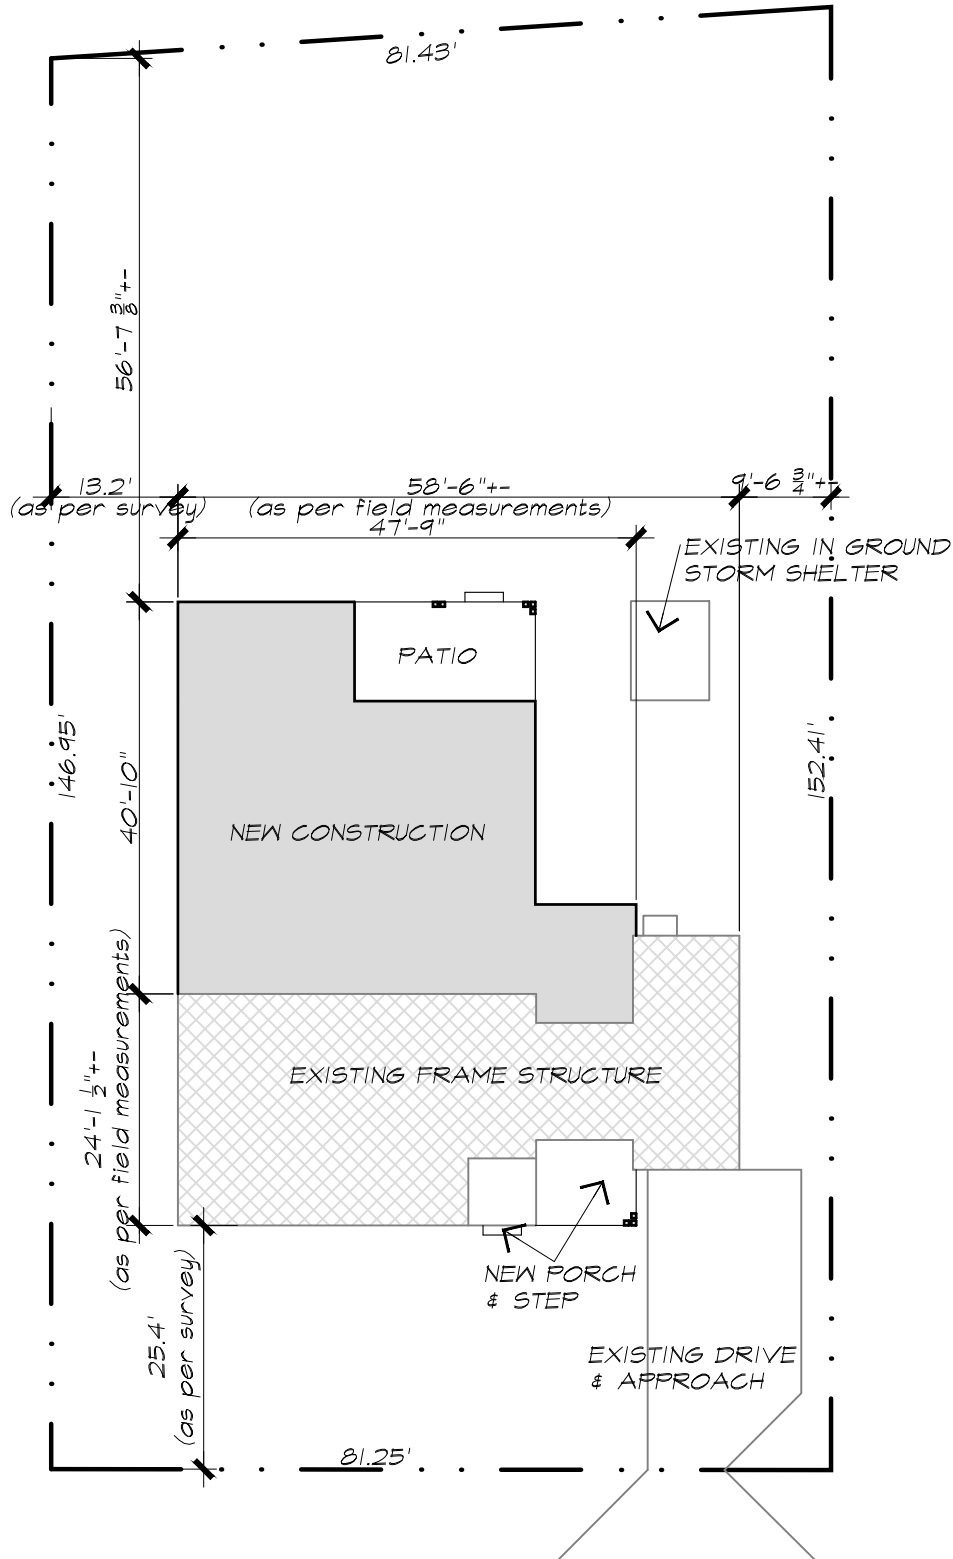 81.43'
56'-7 3/8"+-
13.2'
(as per survey)
58'-6"+-
(as per field measurements)
9'-6 3/4"+-
47'-9"
EXISTING IN GROUND
STORM SHELTER
PATIO
146.95'
152.41'
40'-10"
NEW CONSTRUCTION
24'-1 1/2"+-
(as per field measurements)
EXISTING FRAME STRUCTURE
NEW PORCH
& STEP
25.4'
(as per survey)
EXISTING DRIVE
& APPROACH
81.25'